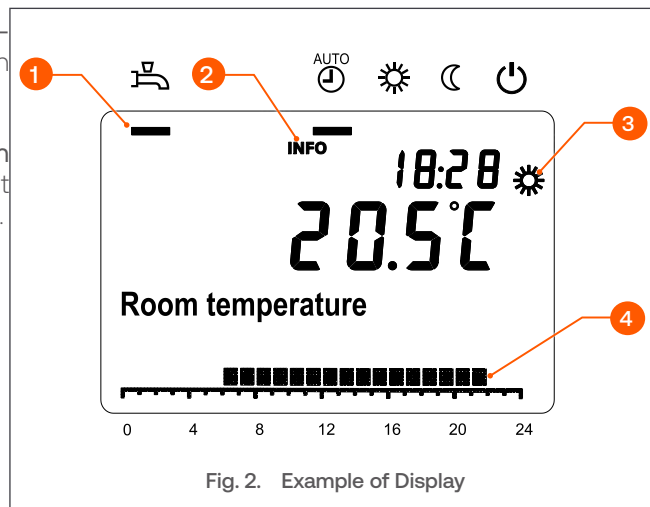 AUTO
1
2
INFO
18:28
3
20.5°C
Room temperature
4
0 4 8 12 16 20 24
Fig. 2. Example of Display